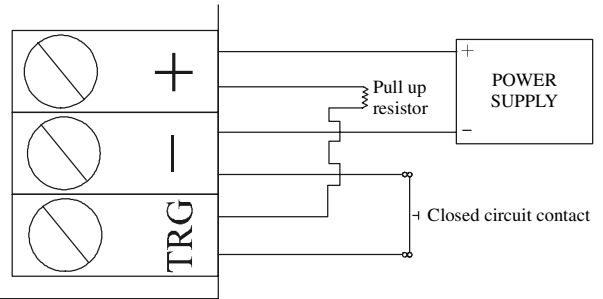 +
−
TRG
Pull up
resistor
+
−
POWER
SUPPLY
Closed circuit contact